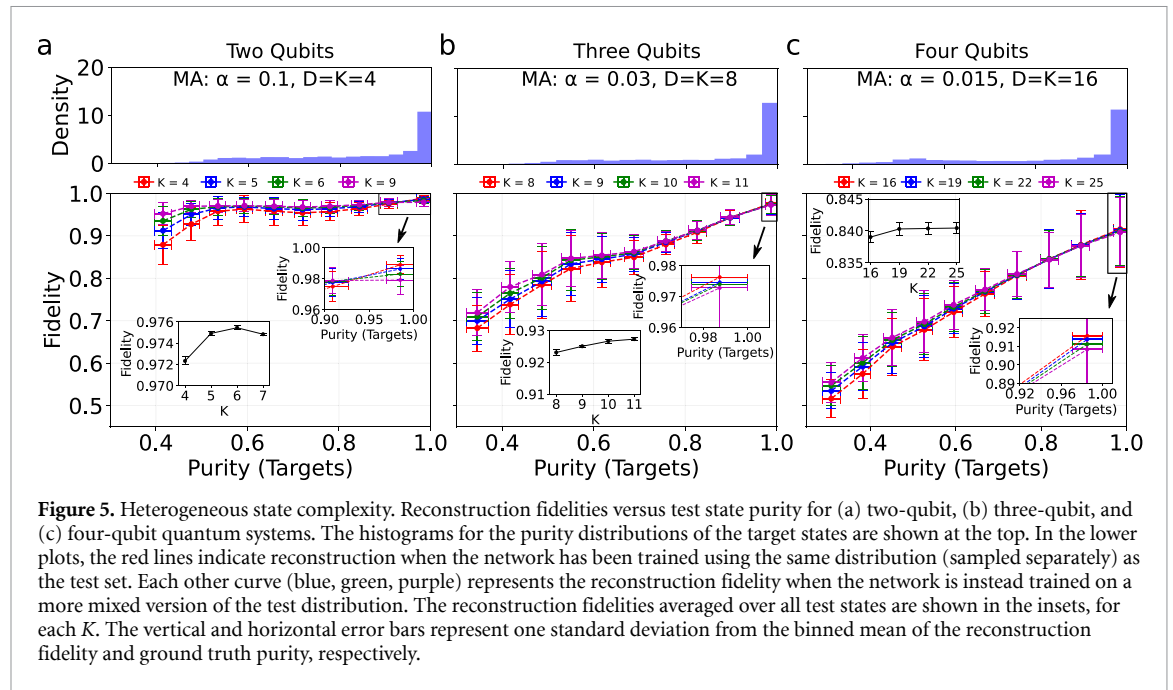 a
Two Qubits
b
Three Qubits
c
Four Qubits
20
10
0
Density
MA: α = 0.1, D=K=4
MA: α = 0.03, D=K=8
MA: α = 0.015, D=K=16
K = 4 K = 5 K = 6 K = 9
K = 8 K = 9 K = 10 K = 11
K = 16 K =19 K = 22 K = 25
1.0
0.9
0.8
0.7
0.6
0.5
Fidelity
1.00
0.98
0.96
0.93
Fidelity
0.90 0.95 1.00
Purity (Targets)
0.976
0.974
0.972
0.970
Fidelity
4 5 6 7
K
0.4 0.6 0.8 1.0
Purity (Targets)
0.98
0.97
0.96
Fidelity
0.975 1.00
Purity (Targets)
0.93
0.92
0.91
Fidelity
8 9 10 11
K
0.4 0.6 0.8 1.0
Purity (Targets)
0.845
0.840
0.835
Fidelity
16 19 22 25
K
0.92
0.91
0.90
0.89
Fidelity
0.92 0.96 1.00
Purity (Targets)
0.4 0.6 0.8 1.0
Purity (Targets)
Figure 5. Heterogeneous state complexity. Reconstruction fidelities versus test state purity for (a) two-qubit, (b) three-qubit, and
(c) four-qubit quantum systems. The histograms for the purity distributions of the target states are shown at the top. In the lower
plots, the red lines indicate reconstruction when the network has been trained using the same distribution (sampled separately) as
the test set. Each other curve (blue, green, purple) represents the reconstruction fidelity when the network is instead trained on a
more mixed version of the test distribution. The reconstruction fidelities averaged over all test states are shown in the insets, for
each K. The vertical and horizontal error bars represent one standard deviation from the binned mean of the reconstruction
fidelity and ground truth purity, respectively.